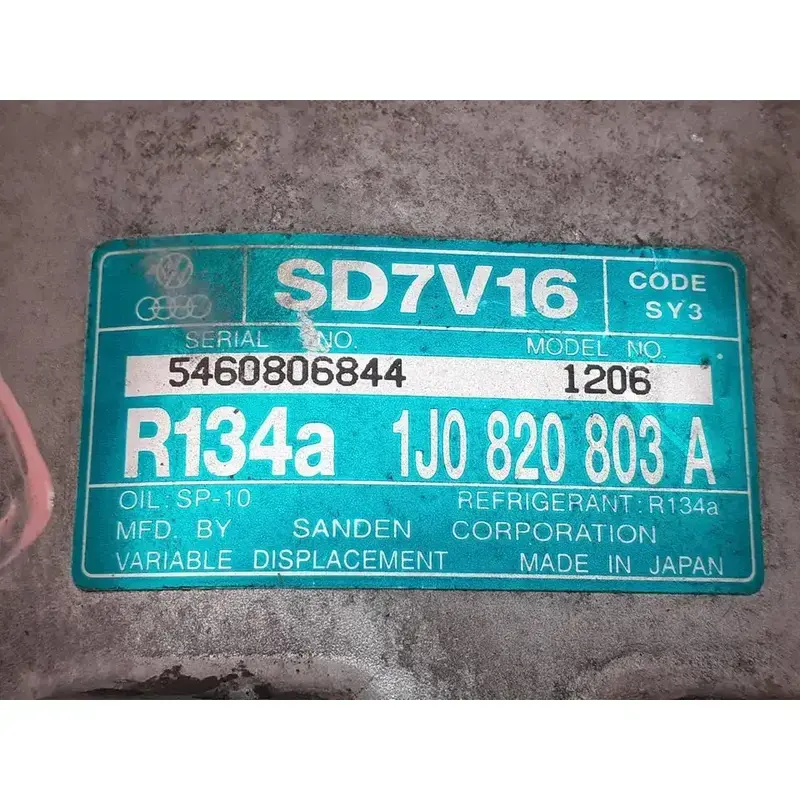 SD7V16
CODE
SY3
SERIAL NO.
MODEL NO.
5460806844
1206
R134a
1J0 820 803 A
OIL: SP-10
REFRIGERANT: R134a
MFD. BY SANDEN CORPORATION
VARIABLE DISPLACEMENT
MADE IN JAPAN